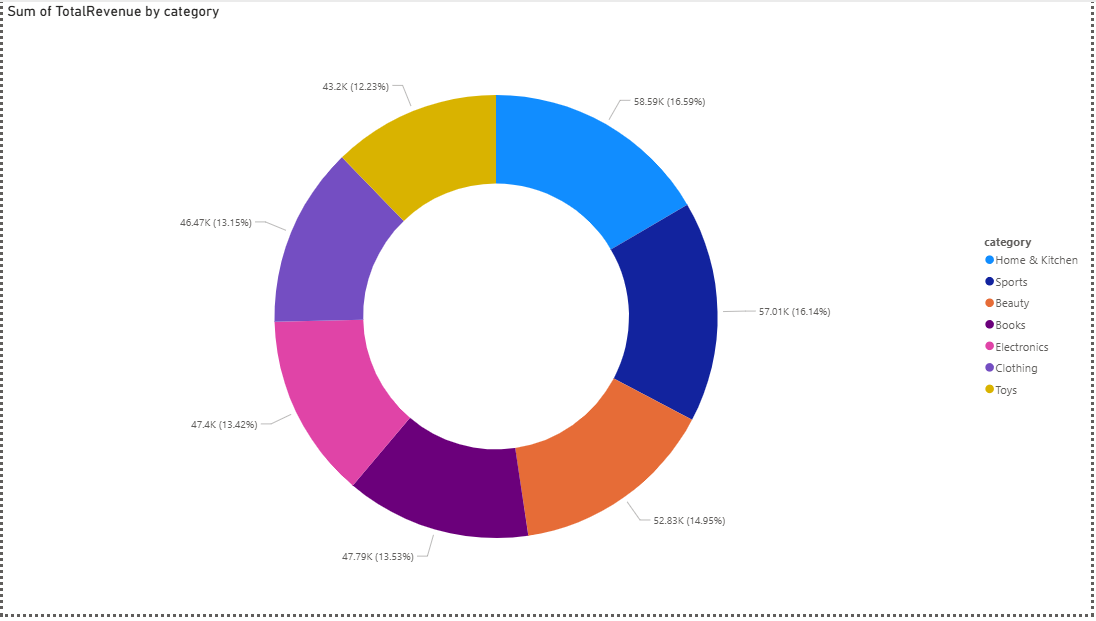 Sum of TotalRevenue by category
43.2K (12.23%)
58.59K (16.59%)
46.47K (13.15%)
57.01K (16.14%)
47.4K (13.42%)
52.83K (14.95%)
47.79K (13.53%)
category
Home & Kitchen
Sports
Beauty
Books
Electronics
Clothing
Toys